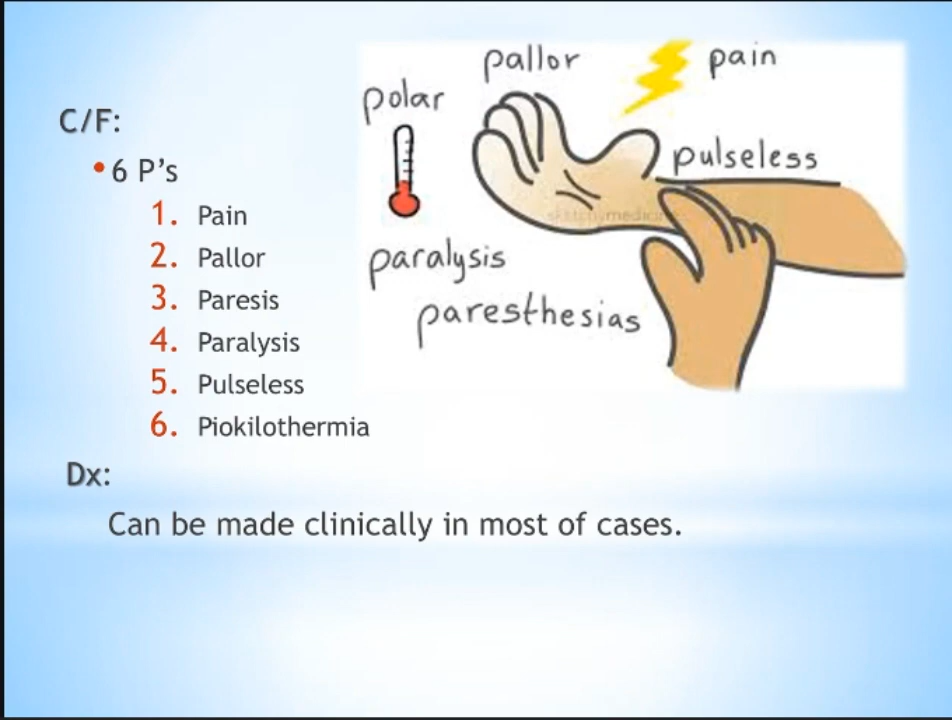 C/F:
• 6 P's
1. Pain
2. Pallor
3. Paresis
4. Paralysis
5. Pulseless
6. Piokilothermia
Dx:
Can be made clinically in most of cases.
pallor
pain
polar
pulseless
sketchymedicine
paralysis
paresthesias